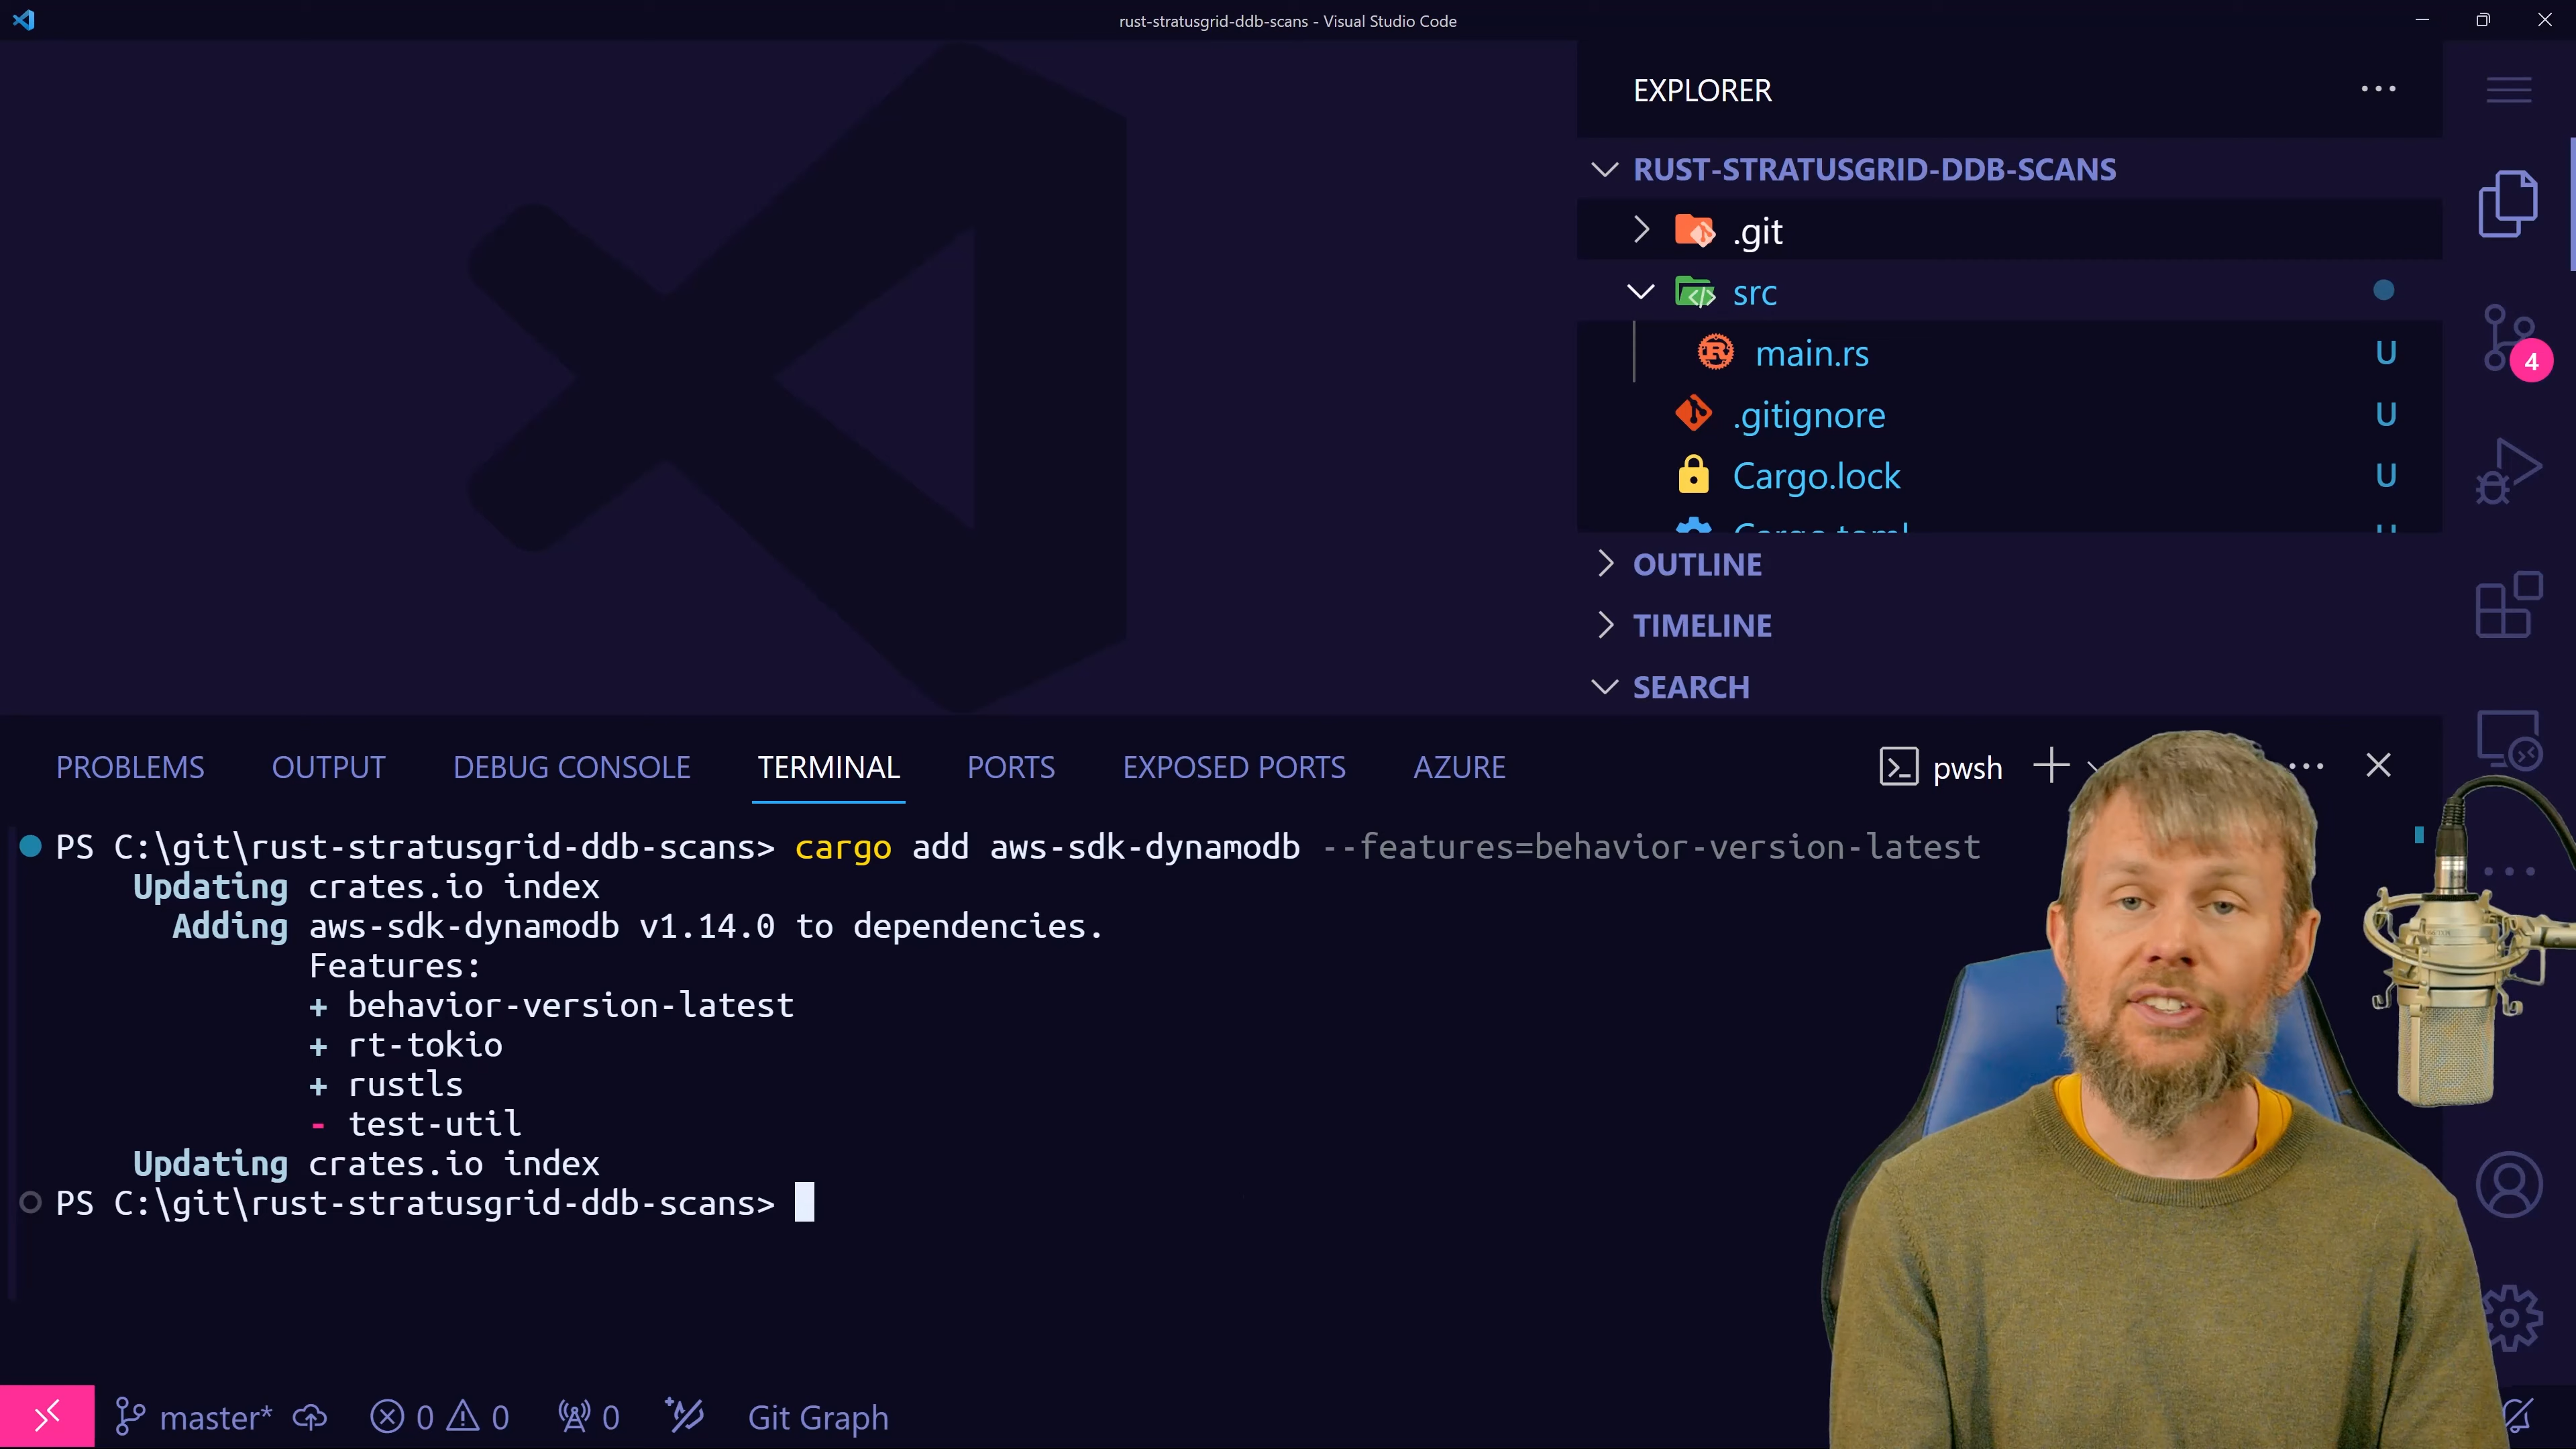 rust-stratusgrid-ddb-scans - Visual Studio Code
EXPLORER
RUST-STRATUSGRID-DDB-SCANS
.git
src
main.rs U
4
.gitignore U
Cargo.lock U
Cargo.toml U
OUTLINE
TIMELINE
SEARCH
PROBLEMS OUTPUT DEBUG CONSOLE TERMINAL PORTS EXPOSED PORTS AZURE pwsh
PS C:\git\rust-stratusgrid-ddb-scans> cargo add aws-sdk-dynamodb --features=behavior-version-latest
Updating crates.io index
Adding aws-sdk-dynamodb v1.14.0 to dependencies.
Features:
+ behavior-version-latest
+ rt-tokio
+ rustls
- test-util
Updating crates.io index
PS C:\git\rust-stratusgrid-ddb-scans>
master* 0 0 0 Git Graph